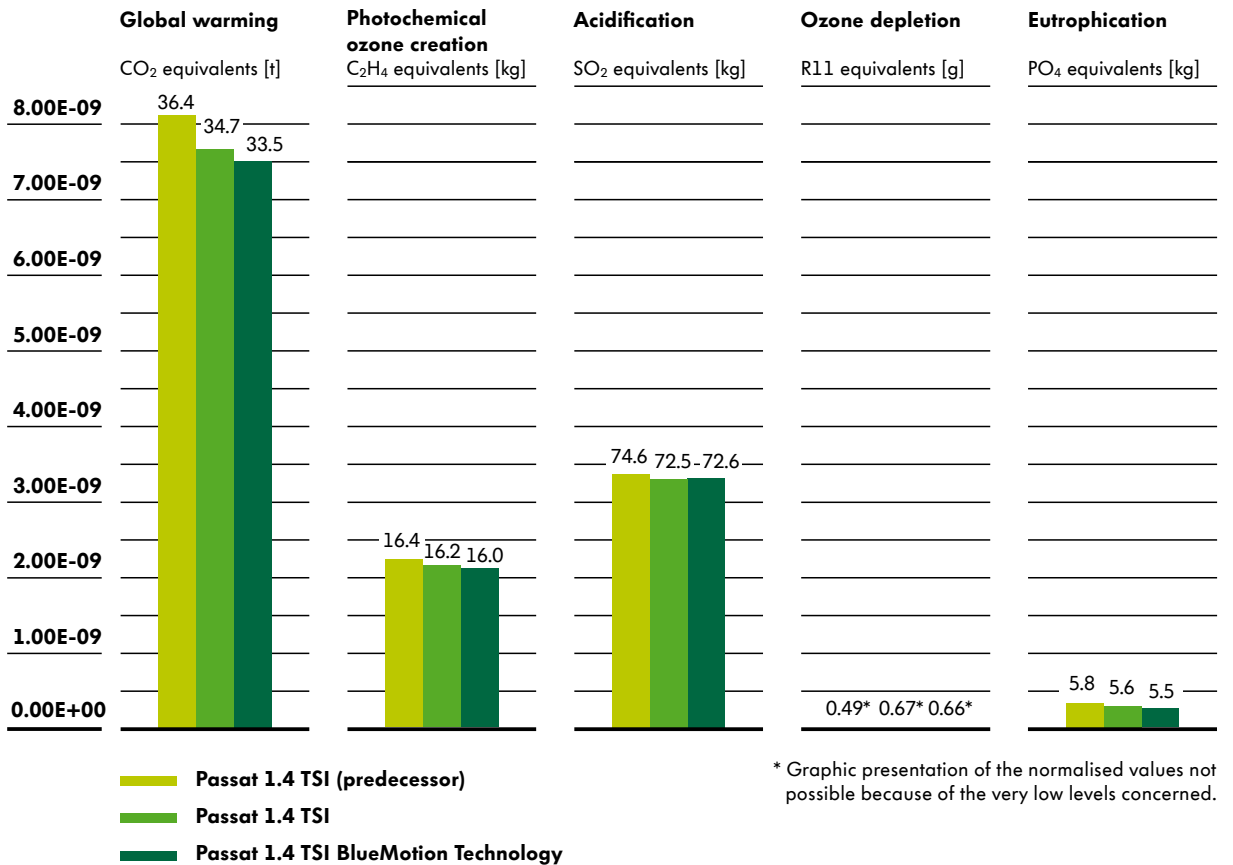 Global warming
CO₂ equivalents [t]
Photochemical
ozone creation
C₂H₄ equivalents [kg]
Acidification
SO₂ equivalents [kg]
Ozone depletion
R11 equivalents [g]
Eutrophication
PO₄ equivalents [kg]
8.00E-09
7.00E-09
6.00E-09
5.00E-09
4.00E-09
3.00E-09
2.00E-09
1.00E-09
0.00E+00
36.4
34.7
33.5
16.4
16.2
16.0
74.6
72.5
72.6
0.49*
0.67*
0.66*
5.8
5.6
5.5
Passat 1.4 TSI (predecessor)
Passat 1.4 TSI
Passat 1.4 TSI BlueMotion Technology
* Graphic presentation of the normalised values not
possible because of the very low levels concerned.